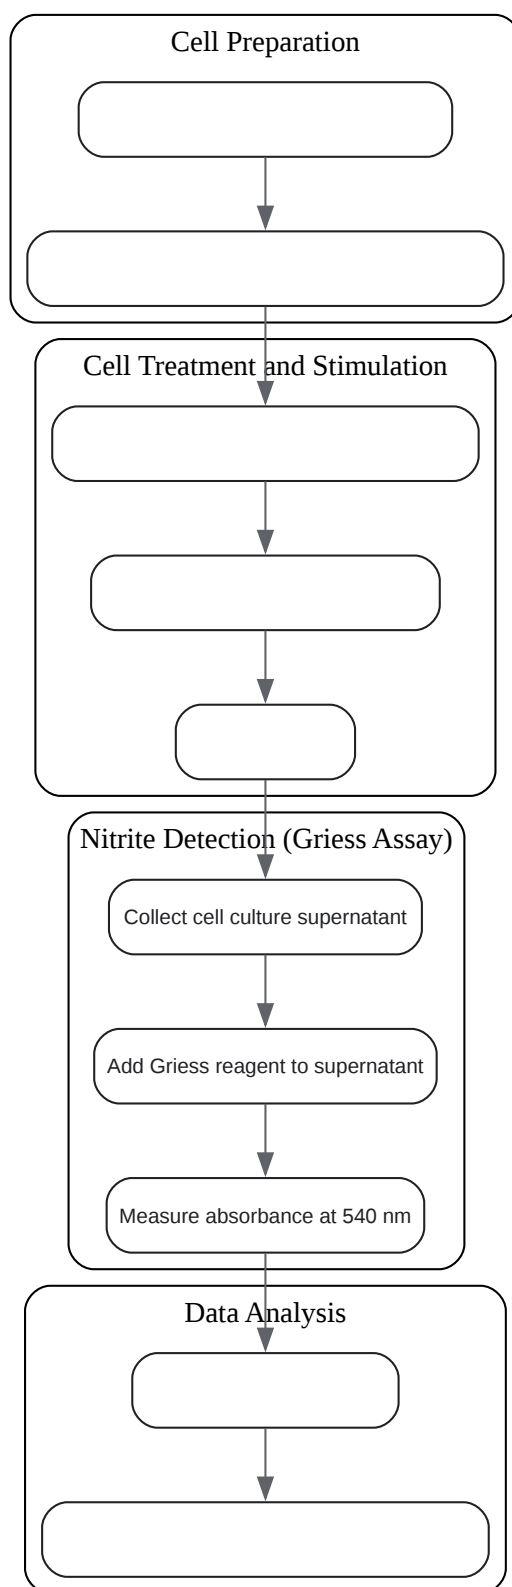 Cell Preparation
Cell Treatment and Stimulation
Nitrite Detection (Griess Assay)
Collect cell culture supernatant
Add Griess reagent to supernatant
Measure absorbance at 540 nm
Data Analysis